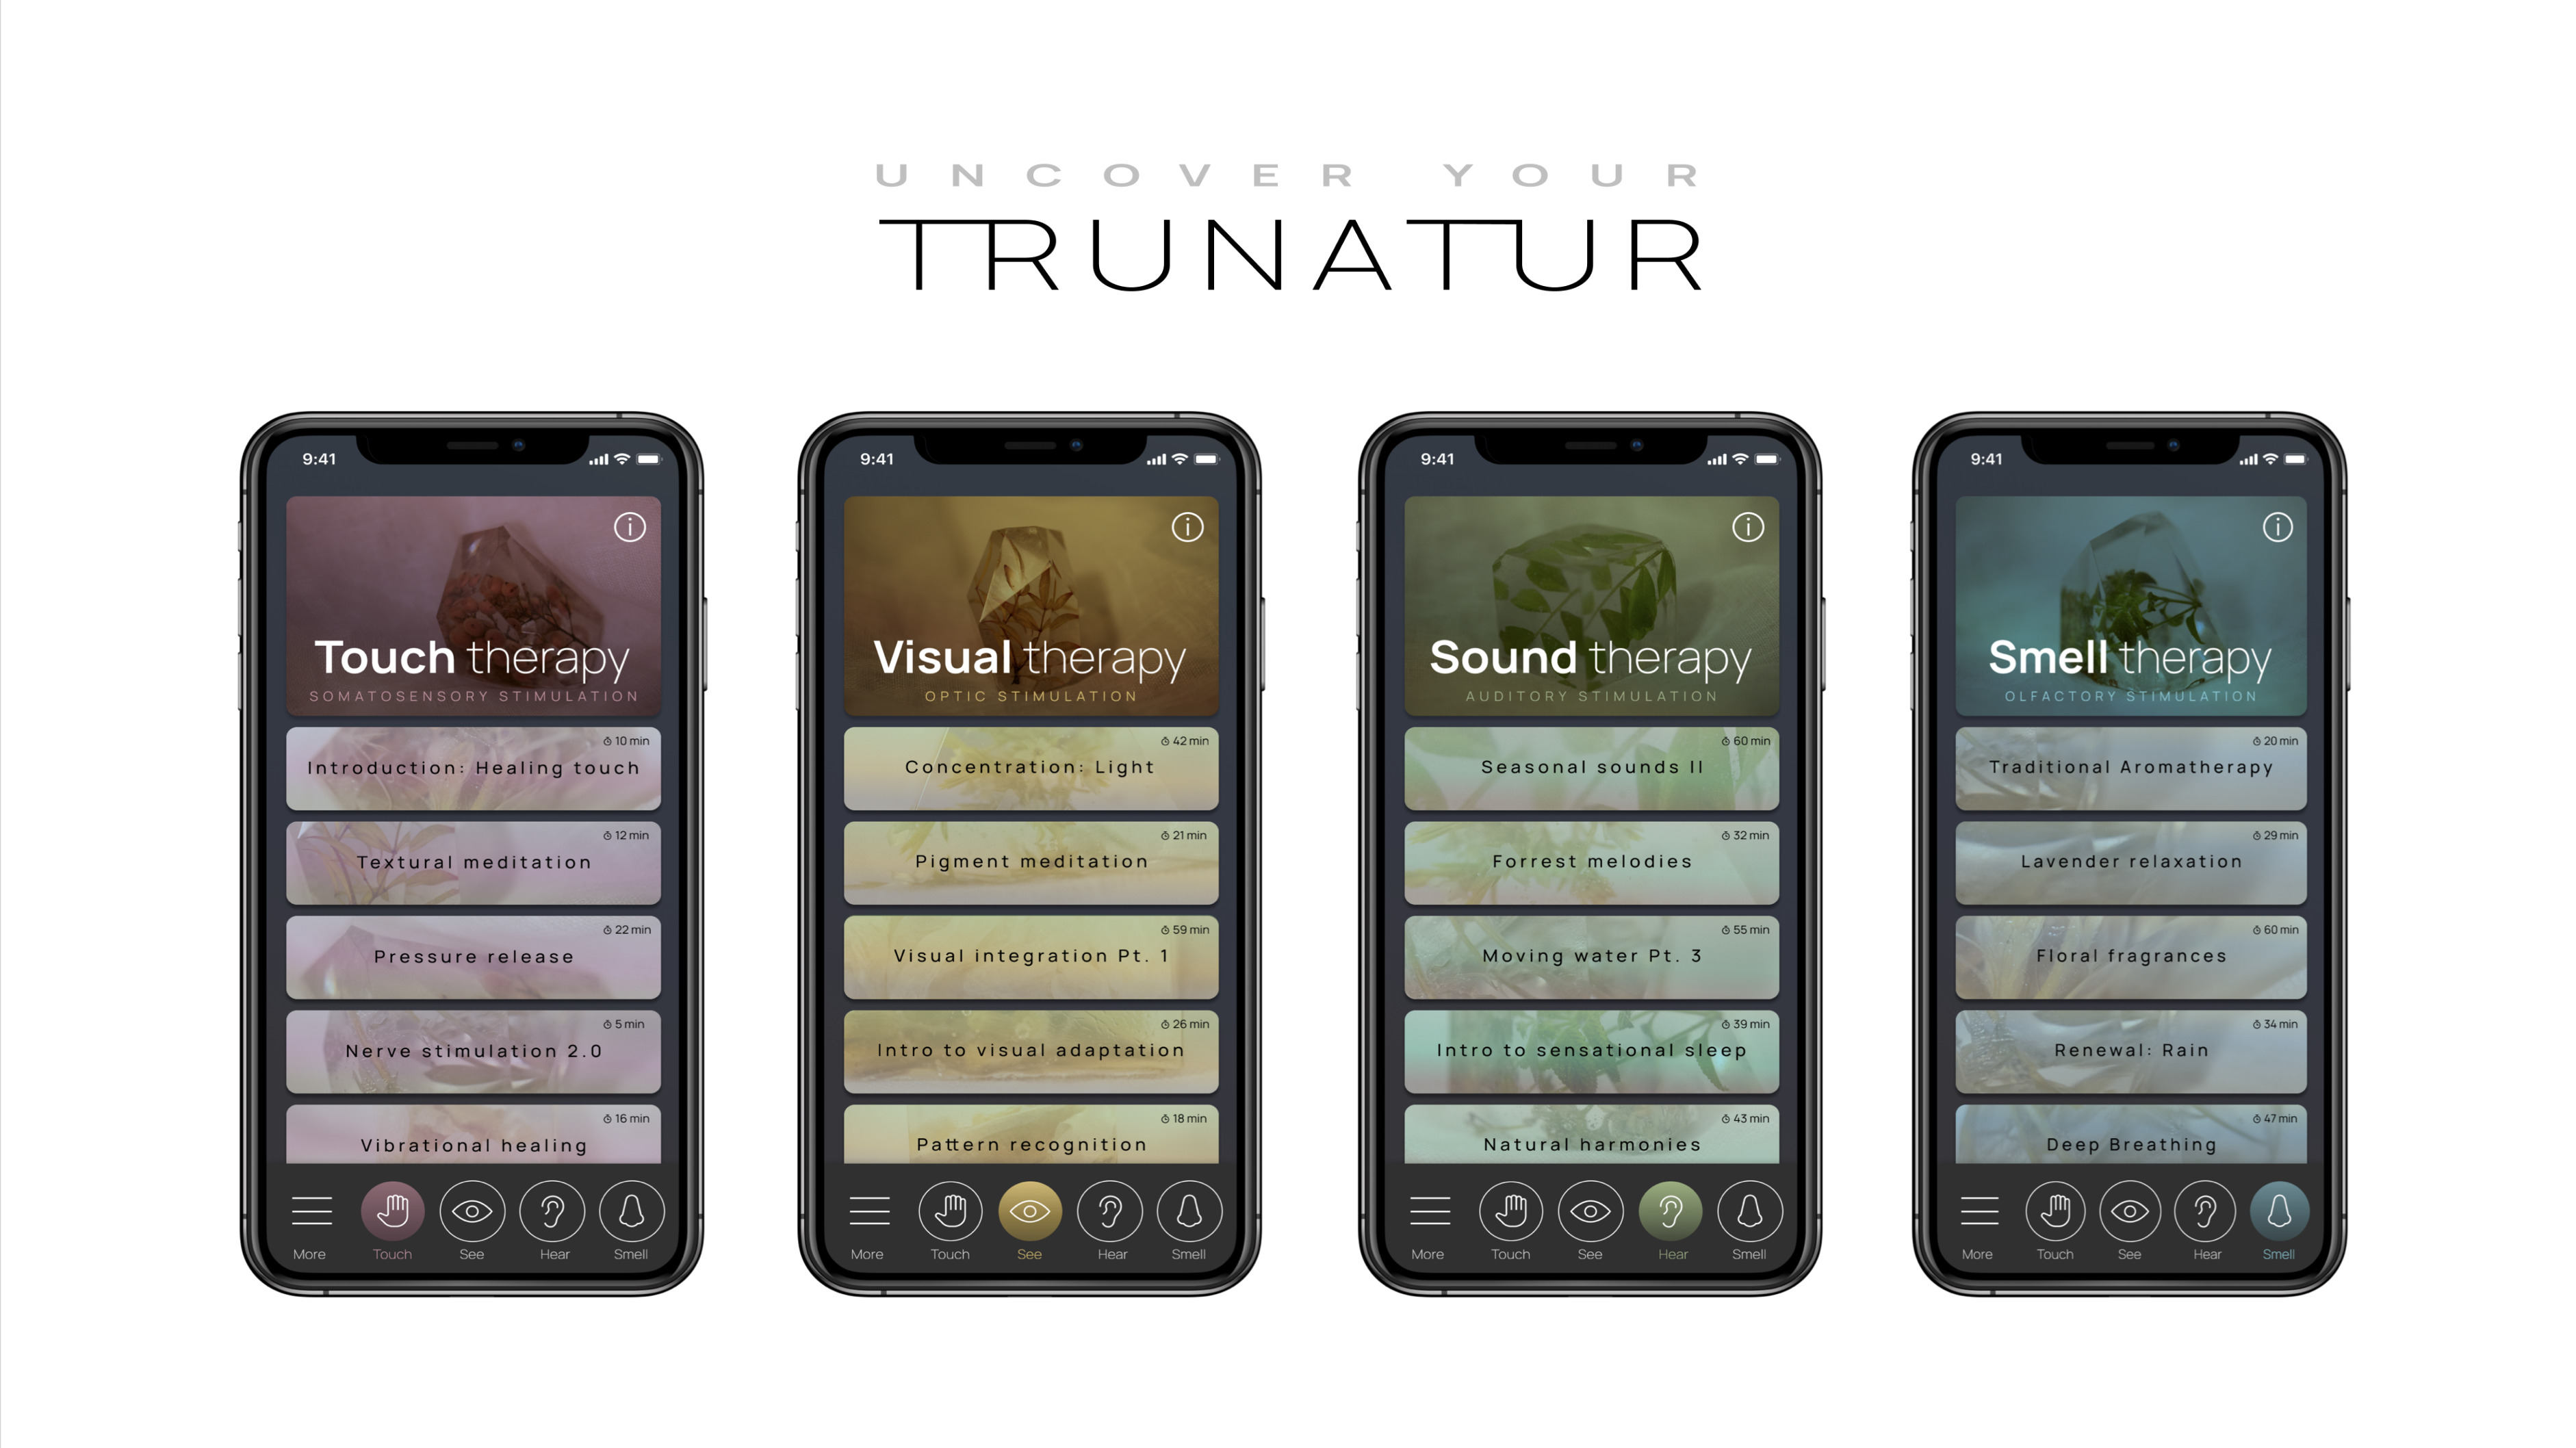 UNCOVER YOUR
TRUNATUR
9:41
Touch therapy
SOMATOSENSORY STIMULATION
10 min
Introduction: Healing touch
12 min
Textural meditation
22 min
Pressure release
5 min
Nerve stimulation 2.0
16 min
Vibrational healing
More
Touch
See
Hear
Smell
9:41
Visual therapy
OPTIC STIMULATION
42 min
Concentration: Light
21 min
Pigment meditation
59 min
Visual integration Pt. 1
26 min
Intro to visual adaptation
18 min
Pattern recognition
More
Touch
See
Hear
Smell
9:41
Sound therapy
AUDITORY STIMULATION
60 min
Seasonal sounds II
32 min
Forrest melodies
55 min
Moving water Pt. 3
39 min
Intro to sensational sleep
43 min
Natural harmonies
More
Touch
See
Hear
Smell
9:41
Smell therapy
OLFACTORY STIMULATION
20 min
Traditional Aromatherapy
29 min
Lavender relaxation
60 min
Floral fragrances
34 min
Renewal: Rain
47 min
Deep Breathing
More
Touch
See
Hear
Smell